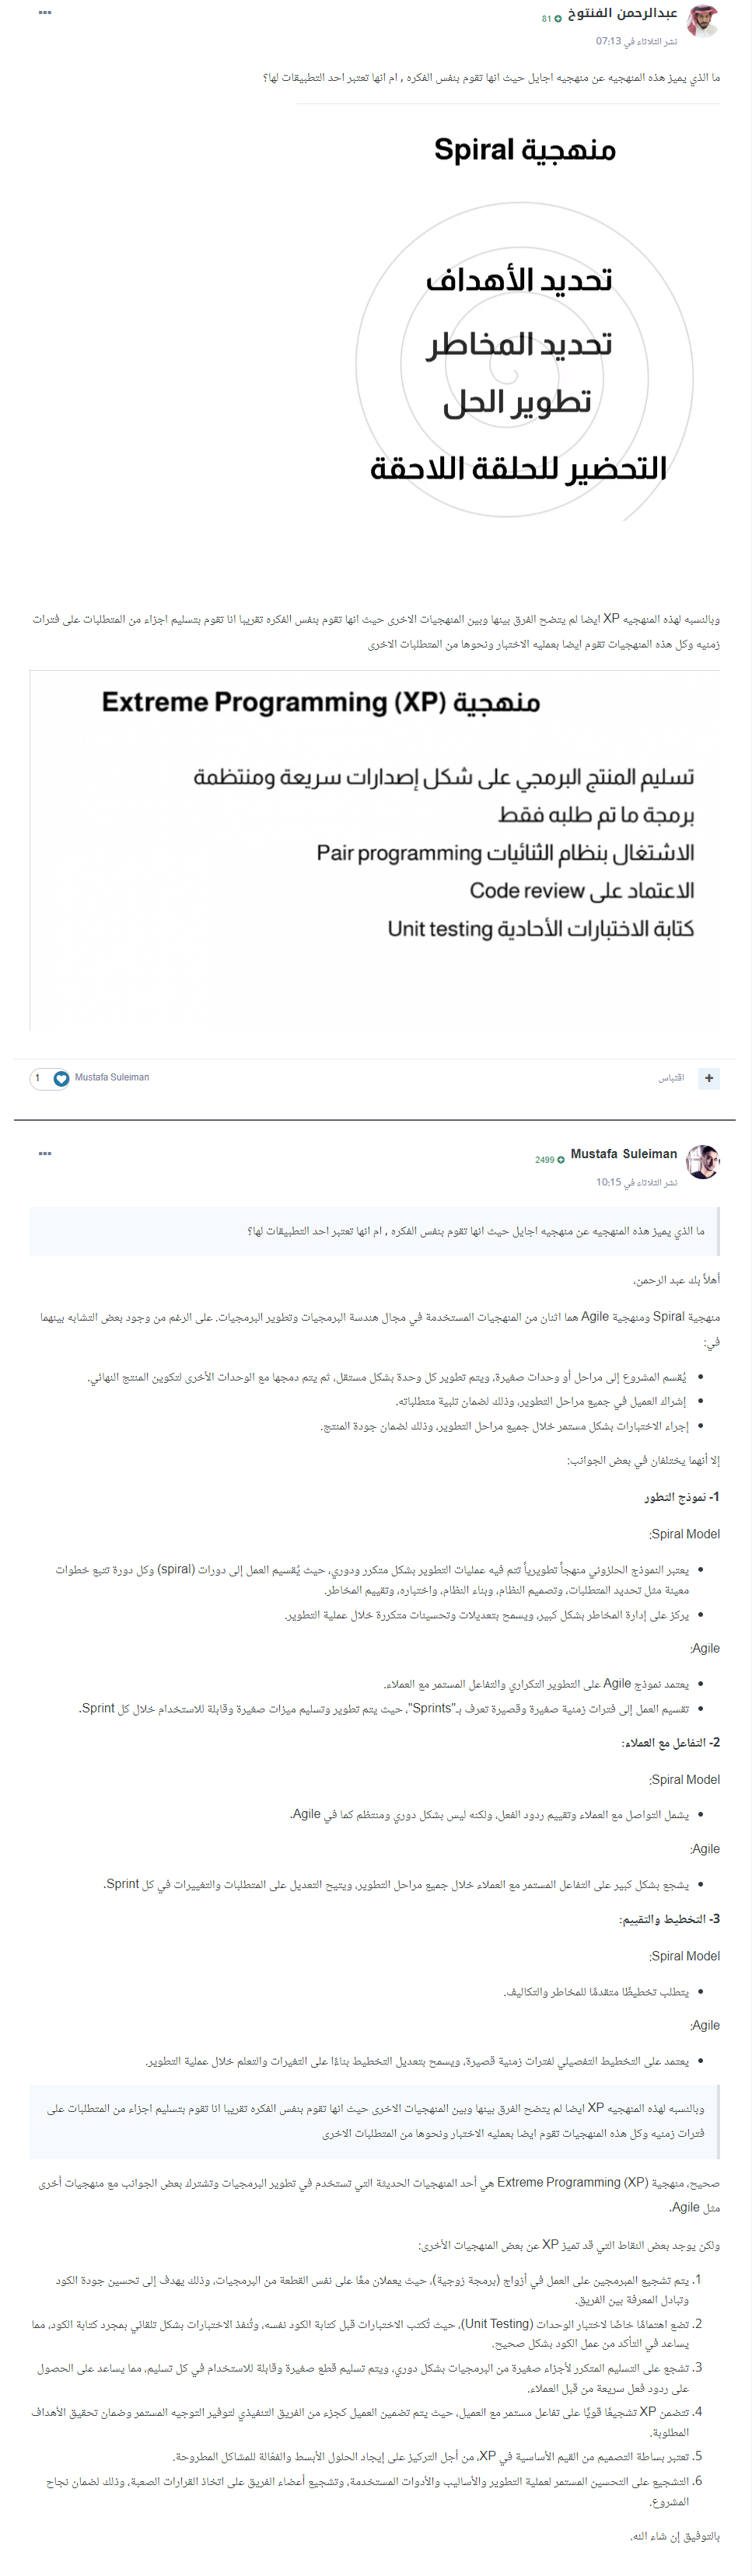 عبدالرحمن الفنتوخ
81
نشر الثلاثاء في 07:13
ما الذي يميز هذه المنهجيه عن منهجيه اجايل حيث انها تقوم بنفس الفكره , ام انها تعتبر احد التطبيقات لها؟
منهجية Spiral
تحديد الأهداف
تحديد المخاطر
تطوير الحل
التحضير للحلقة اللاحقة
وبالنسبه لهذه المنهجيه XP ايضا لم يتضح الفرق بينها وبين المنهجيات الاخرى حيث انها تقوم بنفس الفكره تقريبا انا تقوم بتسليم اجزاء من المتطلبات على فترات
زمنيه وكل هذه المنهجيات تقوم ايضا بعمليه الاختبار ونحوها من المتطلبات الاخرى
منهجية Extreme Programming (XP)
تسليم المنتج البرمجي على شكل إصدارات سريعة ومنتظمة
برمجة ما تم طلبه فقط
الاشتغال بنظام الثنائيات Pair programming
الاعتماد على Code review
كتابة الاختبارات الأحادية Unit testing
اقتباس
Mustafa Suleiman
1
Mustafa Suleiman
2499
نشر الثلاثاء في 10:15
ما الذي يميز هذه المنهجيه عن منهجيه اجايل حيث انها تقوم بنفس الفكره , ام انها تعتبر احد التطبيقات لها؟
أهلاً بك عبد الرحمن،
منهجية Spiral ومنهجية Agile هما اثنان من المنهجيات المستخدمة في مجال هندسة البرمجيات وتطوير البرمجيات. على الرغم من وجود بعض التشابه بينهما
في:
يُقسم المشروع إلى مراحل أو وحدات صغيرة، ويتم تطوير كل وحدة بشكل مستقل، ثم يتم دمجها مع الوحدات الأخرى لتكوين المنتج النهائي.
إشراك العميل في جميع مراحل التطوير، وذلك لضمان تلبية متطلباته.
إجراء الاختبارات بشكل مستمر خلال جميع مراحل التطوير، وذلك لضمان جودة المنتج.
إلا أنهما يختلفان في بعض الجوانب:
1- نموذج التطور
Spiral Model:
يعتبر النموذج الحلزوني منهجاً تطويرياً تتم فيه عمليات التطوير بشكل متكرر ودوري، حيث يُقسيم العمل إلى دورات (spiral) وكل دورة تتبع خطوات
معينة مثل تحديد المتطلبات، وتصميم النظام، وبناء النظام، واختباره، وتقييم المخاطر.
يركز على إدارة المخاطر بشكل كبير، ويسمح بتعديلات وتحسينات متكررة خلال عملية التطوير.
Agile:
يعتمد نموذج Agile على التطوير التكراري والتفاعل المستمر مع العملاء.
تقسيم العمل إلى فترات زمنية صغيرة وقصيرة تعرف بـ"Sprints"، حيث يتم تطوير وتسليم ميزات صغيرة وقابلة للاستخدام خلال كل Sprint.
2- التفاعل مع العملاء:
Spiral Model:
يشمل التواصل مع العملاء وتقييم ردود الفعل، ولكنه ليس بشكل دوري ومنتظم كما في Agile.
Agile:
يشجع بشكل كبير على التفاعل المستمر مع العملاء خلال جميع مراحل التطوير، ويتيح التعديل على المتطلبات والتغييرات في كل Sprint.
3- التخطيط والتقييم:
Spiral Model:
يتطلب تخطيطًا متقدمًا للمخاطر والتكاليف.
Agile:
يعتمد على التخطيط التفصيلي لفترات زمنية قصيرة، ويسمح بتعديل التخطيط بناءًا على التغيرات والتعلم خلال عملية التطوير.
وبالنسبه لهذه المنهجيه XP ايضا لم يتضح الفرق بينها وبين المنهجيات الاخرى حيث انها تقوم بنفس الفكره تقريبا انا تقوم بتسليم اجزاء من المتطلبات على
فترات زمنيه وكل هذه المنهجيات تقوم ايضا بعمليه الاختبار ونحوها من المتطلبات الاخرى
صحيح، منهجية Extreme Programming (XP) هي أحد المنهجيات الحديثة التي تستخدم في تطوير البرمجيات وتشترك بعض الجوانب مع منهجيات أخرى
مثل Agile.
ولكن يوجد بعض النقاط التي قد تميز XP عن بعض المنهجيات الأخرى:
1. يتم تشجيع المبرمجين على العمل في أزواج (برمجة زوجية)، حيث يعملان معًا على نفس القطعة من البرمجيات، وذلك يهدف إلى تحسين جودة الكود
وتبادل المعرفة بين الفريق.
2. تضع اهتمامًا خاصًا لاختبار الوحدات (Unit Testing)، حيث تُكتب الاختبارات قبل كتابة الكود نفسه، وتُنفذ الاختبارات بشكل تلقائي بمجرد كتابة الكود، مما
يساعد في التأكد من عمل الكود بشكل صحيح.
3. تشجع على التسليم المتكرر لأجزاء صغيرة من البرمجيات بشكل دوري، ويتم تسليم قطع صغيرة وقابلة للاستخدام في كل تسليم، مما يساعد على الحصول
على ردود فعل سريعة من قبل العملاء.
4. تتضمن XP تشجيعًا قويًا على تفاعل مستمر مع العميل، حيث يتم تضمين العميل كجزء من الفريق التنفيذي لتوفير التوجيه المستمر وضمان تحقيق الأهداف
المطلوبة.
5. تعتبر بساطة التصميم من القيم الأساسية في XP، من أجل التركيز على إيجاد الحلول الأبسط والفعّالة للمشاكل المطروحة.
6. التشجيع على التحسين المستمر لعملية التطوير والأساليب والأدوات المستخدمة، وتشجيع أعضاء الفريق على اتخاذ القرارات الصعبة، وذلك لضمان نجاح
المشروع.
بالتوفيق إن شاء الله.